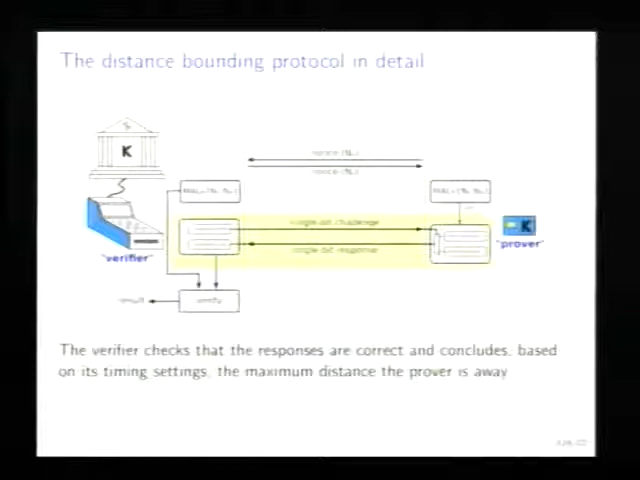 The distance bounding protocol in detail
$
K
nonce (Nᵥ)
nonce (Nₚ)
single-bit challenge
single-bit response
K
"prover"
"verifier"
result
verify
The verifier checks that the responses are correct and concludes, based
on its timing settings, the maximum distance the prover is away